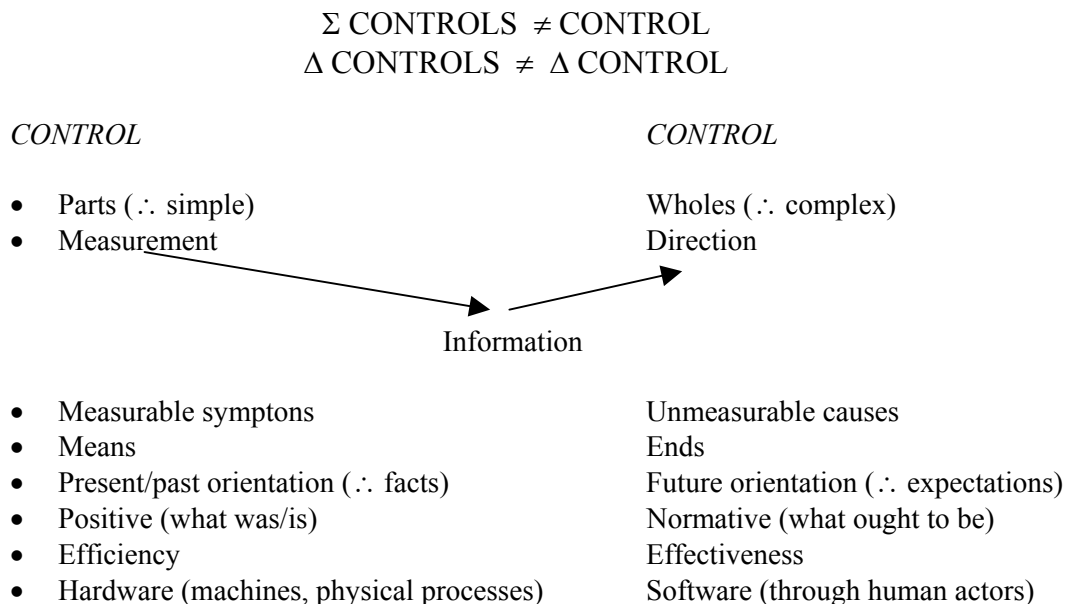 Σ CONTROLS ≠ CONTROL
Δ CONTROLS ≠ Δ CONTROL
CONTROL CONTROL
• Parts (∴ simple) Wholes (∴ complex)
• Measurement Direction
Information
• Measurable symptons Unmeasurable causes
• Means Ends
• Present/past orientation (∴ facts) Future orientation (∴ expectations)
• Positive (what was/is) Normative (what ought to be)
• Efficiency Effectiveness
• Hardware (machines, physical processes) Software (through human actors)